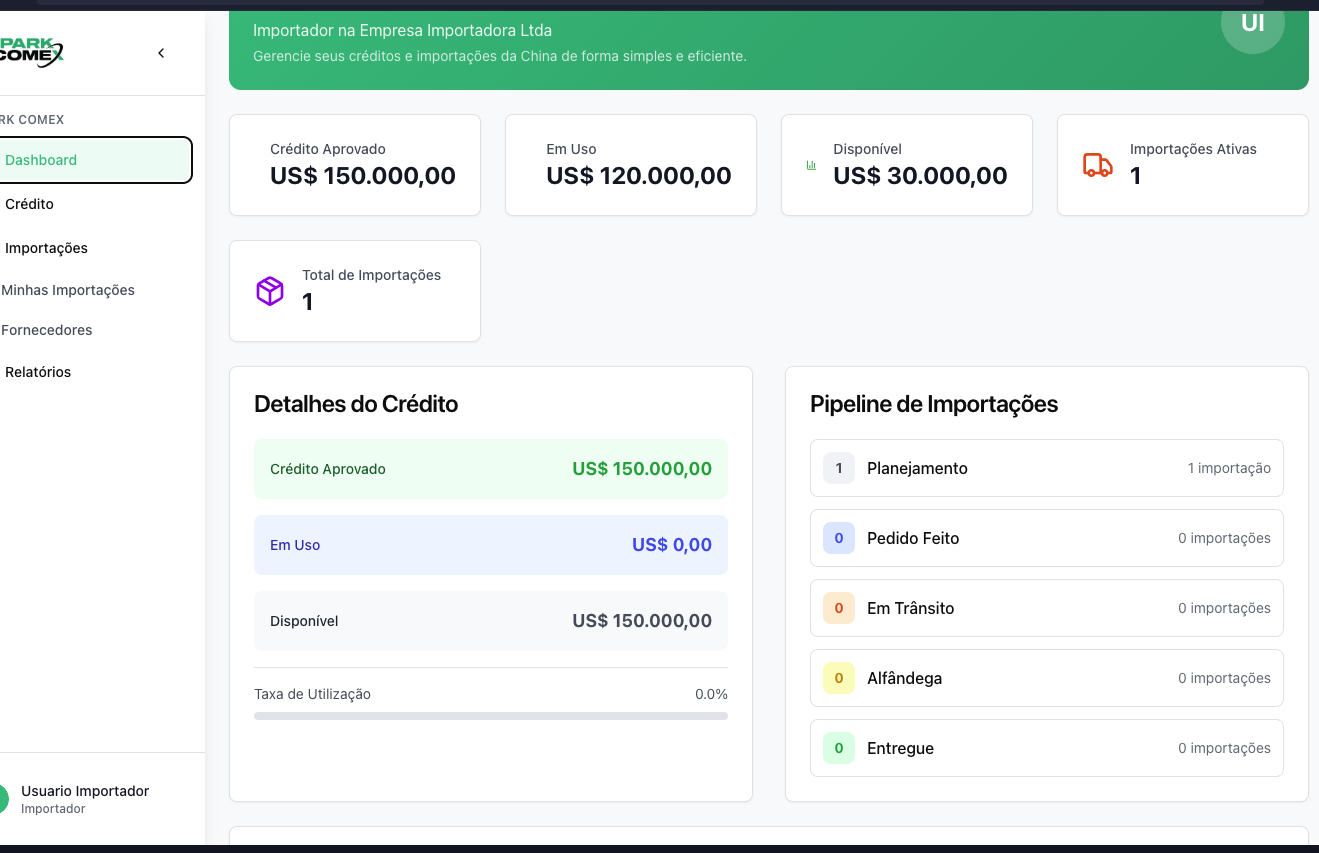 PARK
COMEX
RK COMEX
Dashboard
Crédito
Importações
Minhas Importações
Fornecedores
Relatórios
Usuario Importador
Importador
Importador na Empresa Importadora Ltda
Gerencie seus créditos e importações da China de forma simples e eficiente.
UI
Crédito Aprovado
US$ 150.000,00
Em Uso
US$ 120.000,00
Disponível
US$ 30.000,00
Importações Ativas
1
Total de Importações
1
Detalhes do Crédito
Crédito Aprovado US$ 150.000,00
Em Uso US$ 0,00
Disponível US$ 150.000,00
Taxa de Utilização 0.0%
Pipeline de Importações
1 Planejamento 1 importação
0 Pedido Feito 0 importações
0 Em Trânsito 0 importações
0 Alfândega 0 importações
0 Entregue 0 importações